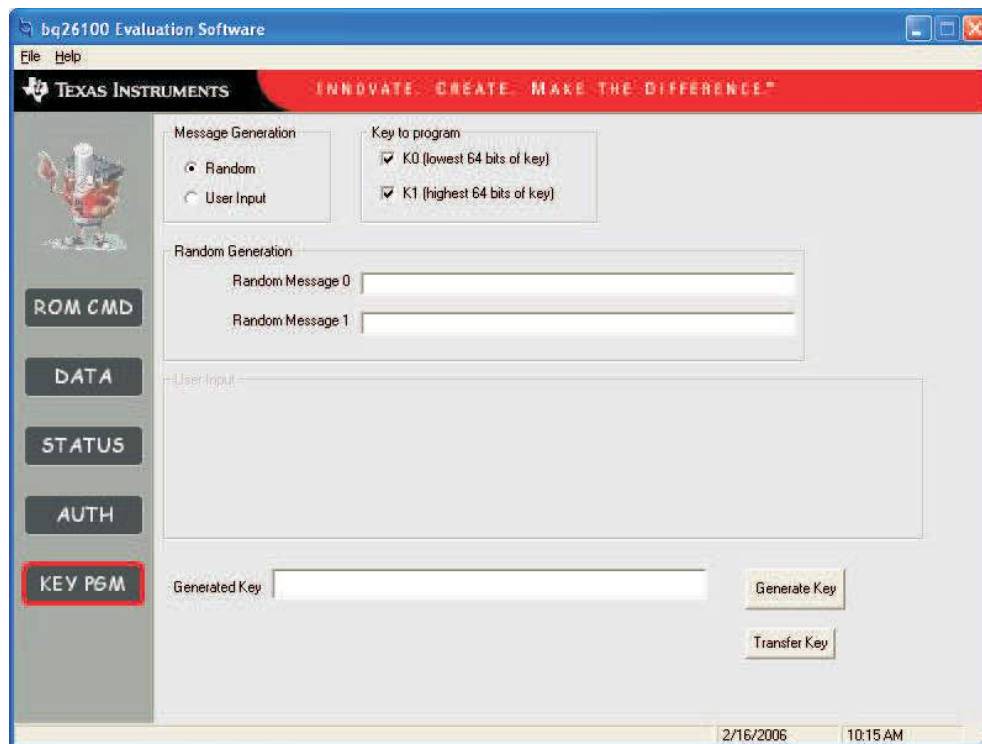 bq26100 Evaluation Software
File Help
TEXAS INSTRUMENTS
INNOVATE. CREATE. MAKE THE DIFFERENCE.™
Message Generation
Random
User Input
Key to program
K0 (lowest 64 bits of key)
K1 (highest 64 bits of key)
Random Generation
Random Message 0
Random Message 1
User Input
ROM CMD
DATA
STATUS
AUTH
KEY PGM
Generated Key
Generate Key
Transfer Key
2/16/2006
10:15 AM